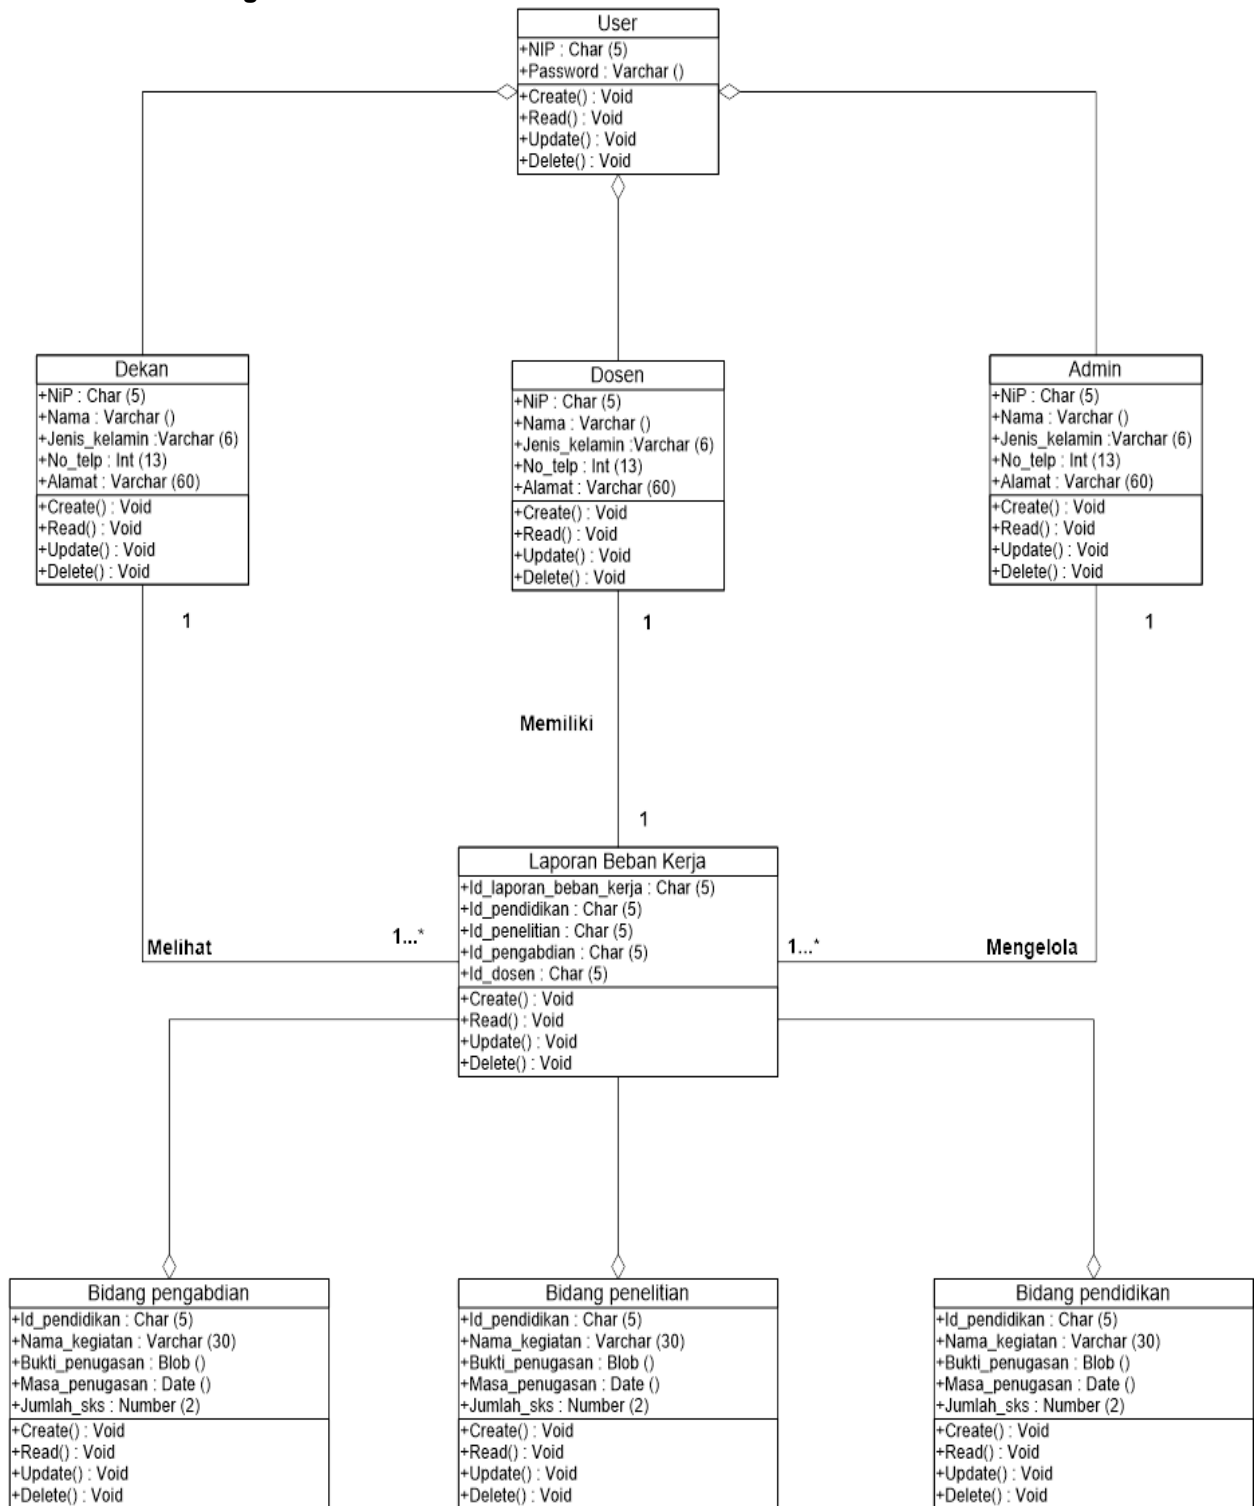 User
+NIP : Char (5)
+Password : Varchar ()
+Create() : Void
+Read() : Void
+Update() : Void
+Delete() : Void
Dekan
+NiP : Char (5)
+Nama : Varchar ()
+Jenis_kelamin :Varchar (6)
+No_telp : Int (13)
+Alamat : Varchar (60)
+Create() : Void
+Read() : Void
+Update() : Void
+Delete() : Void
Dosen
+NiP : Char (5)
+Nama : Varchar ()
+Jenis_kelamin :Varchar (6)
+No_telp : Int (13)
+Alamat : Varchar (60)
+Create() : Void
+Read() : Void
+Update() : Void
+Delete() : Void
Admin
+NiP : Char (5)
+Nama : Varchar ()
+Jenis_kelamin :Varchar (6)
+No_telp : Int (13)
+Alamat : Varchar (60)
+Create() : Void
+Read() : Void
+Update() : Void
+Delete() : Void
1
1
1
Memiliki
1
Melihat
1...*
1...*
Mengelola
Laporan Beban Kerja
+Id_laporan_beban_kerja : Char (5)
+Id_pendidikan : Char (5)
+Id_penelitian : Char (5)
+Id_pengabdian : Char (5)
+Id_dosen : Char (5)
+Create() : Void
+Read() : Void
+Update() : Void
+Delete() : Void
Bidang pengabdian
+Id_pendidikan : Char (5)
+Nama_kegiatan : Varchar (30)
+Bukti_penugasan : Blob ()
+Masa_penugasan : Date ()
+Jumlah_sks : Number (2)
+Create() : Void
+Read() : Void
+Update() : Void
+Delete() : Void
Bidang penelitian
+Id_pendidikan : Char (5)
+Nama_kegiatan : Varchar (30)
+Bukti_penugasan : Blob ()
+Masa_penugasan : Date ()
+Jumlah_sks : Number (2)
+Create() : Void
+Read() : Void
+Update() : Void
+Delete() : Void
Bidang pendidikan
+Id_pendidikan : Char (5)
+Nama_kegiatan : Varchar (30)
+Bukti_penugasan : Blob ()
+Masa_penugasan : Date ()
+Jumlah_sks : Number (2)
+Create() : Void
+Read() : Void
+Update() : Void
+Delete() : Void